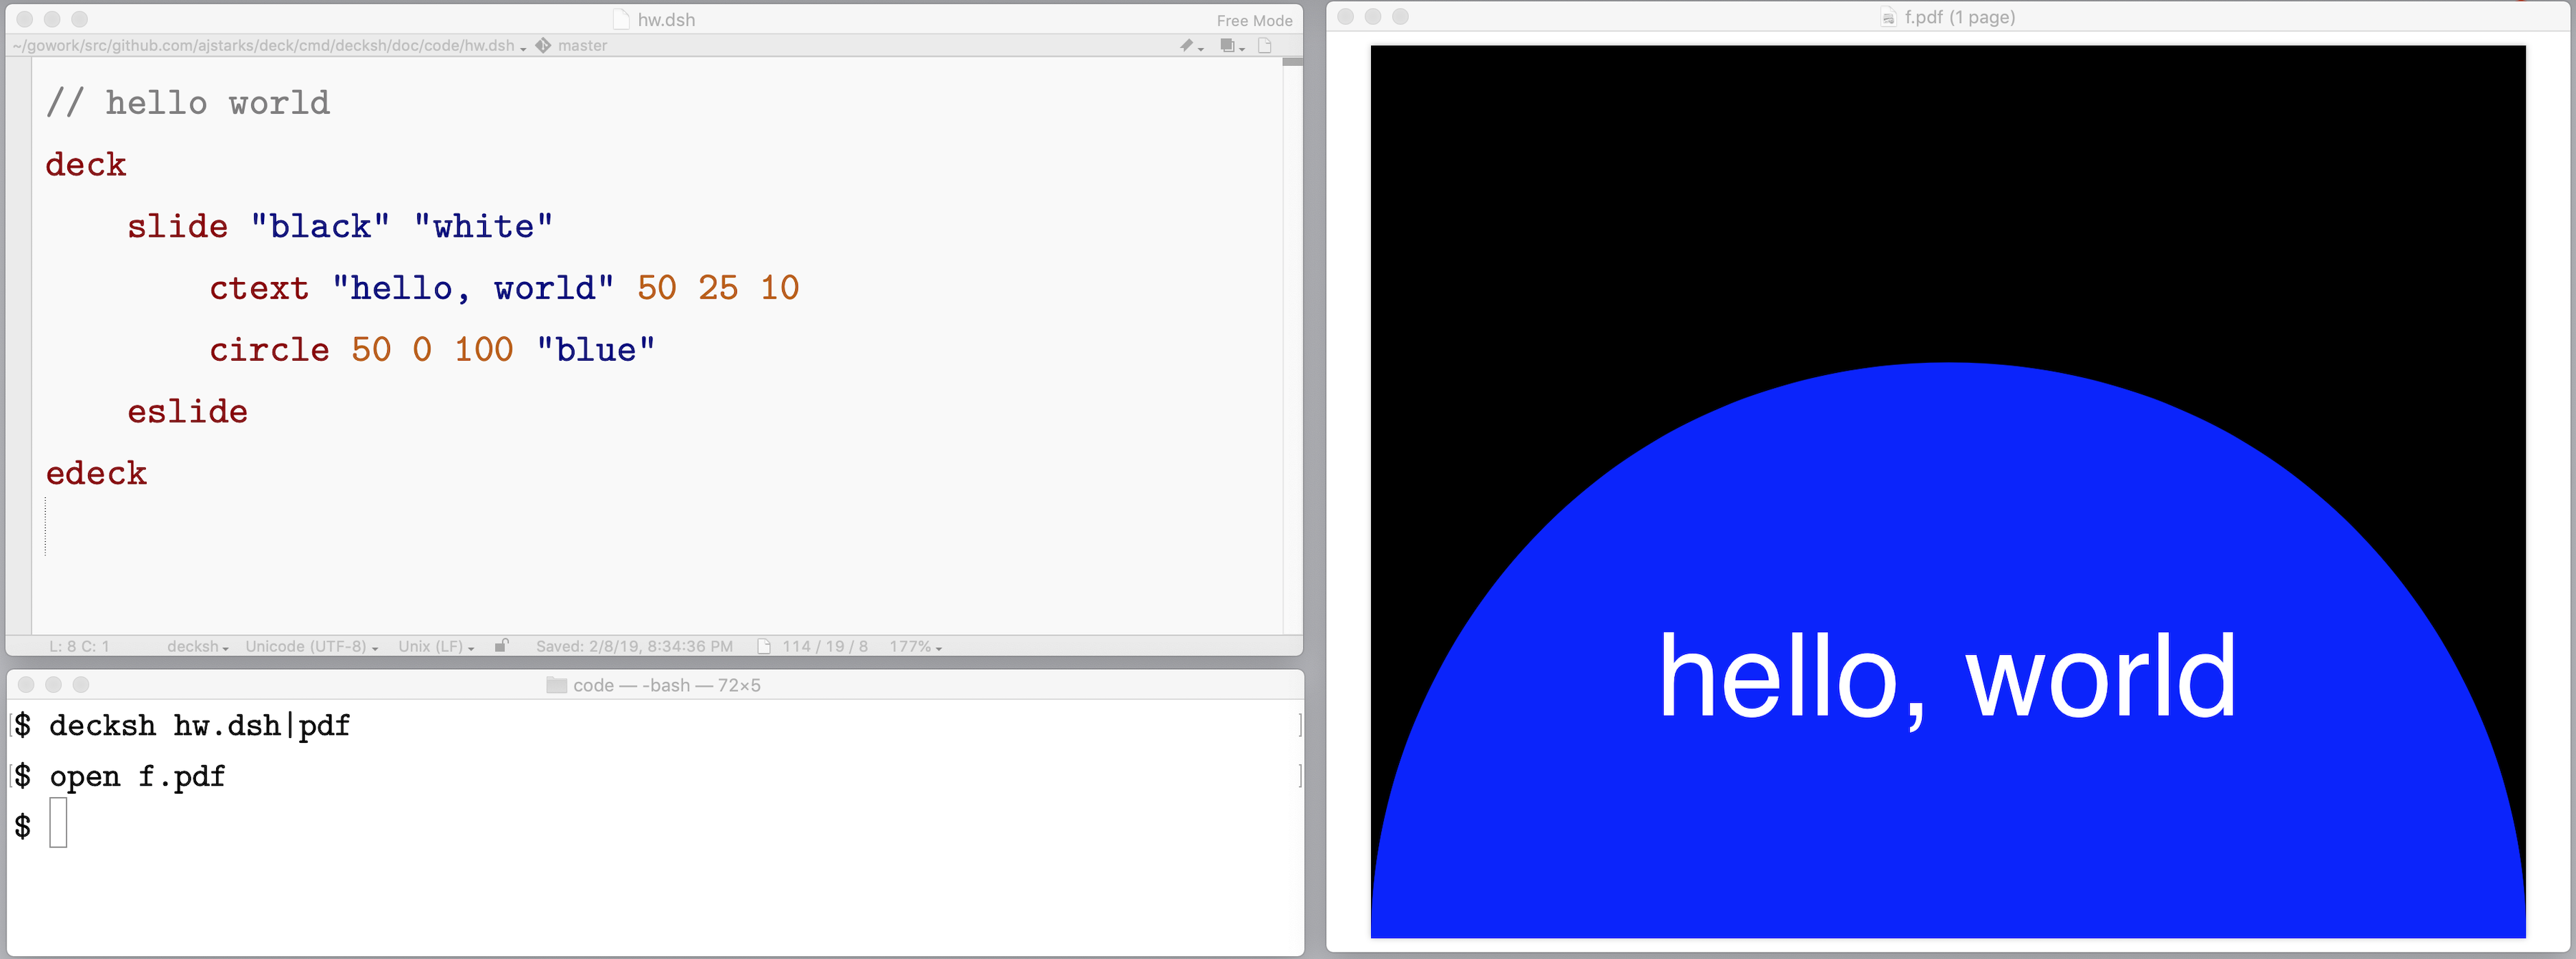 hw.dsh
Free Mode
~/gowork/src/github.com/ajstarks/deck/cmd/decksh/doc/code/hw.dsh master
// hello world
deck
slide "black" "white"
ctext "hello, world" 50 25 10
circle 50 0 100 "blue"
eslide
edeck
L: 8 C: 1 decksh Unicode (UTF-8) Unix (LF) Saved: 2/8/19, 8:34:36 PM 114 / 19 / 8 177%
code — -bash — 72×5
[$ decksh hw.dsh|pdf ]
[$ open f.pdf ]
$
f.pdf (1 page)
hello, world